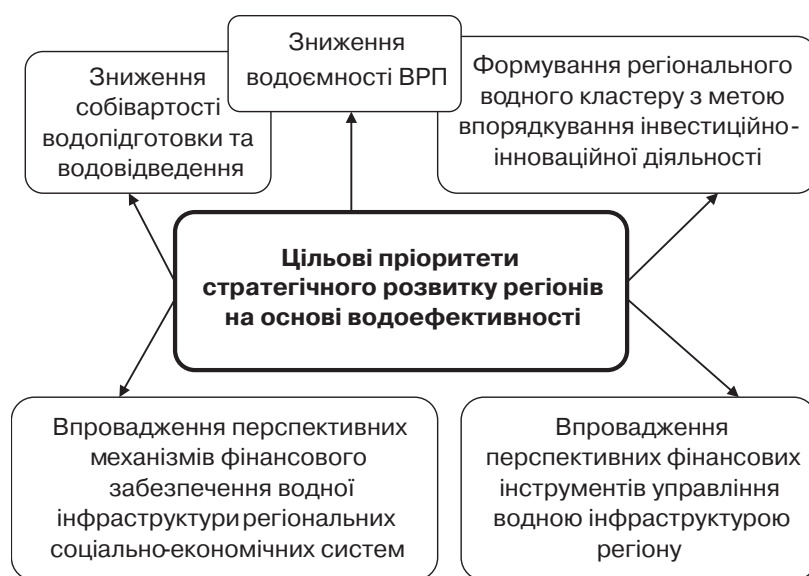 Зниження
собівартості
водопідготовки та
водовідведення
Зниження
водоємності ВРП
Формування регіонального
водного кластеру з метою
впорядкування інвестиційно-
інноваційної діяльності
Цільові пріоритети
стратегічного розвитку регіонів
на основі водоефективності
Впровадження перспективних
механізмів фінансового
забезпечення водної
інфраструктури регіональних
соціально-економічних систем
Впровадження
перспективних фінансових
інструментів управління
водною інфраструктурою
регіону